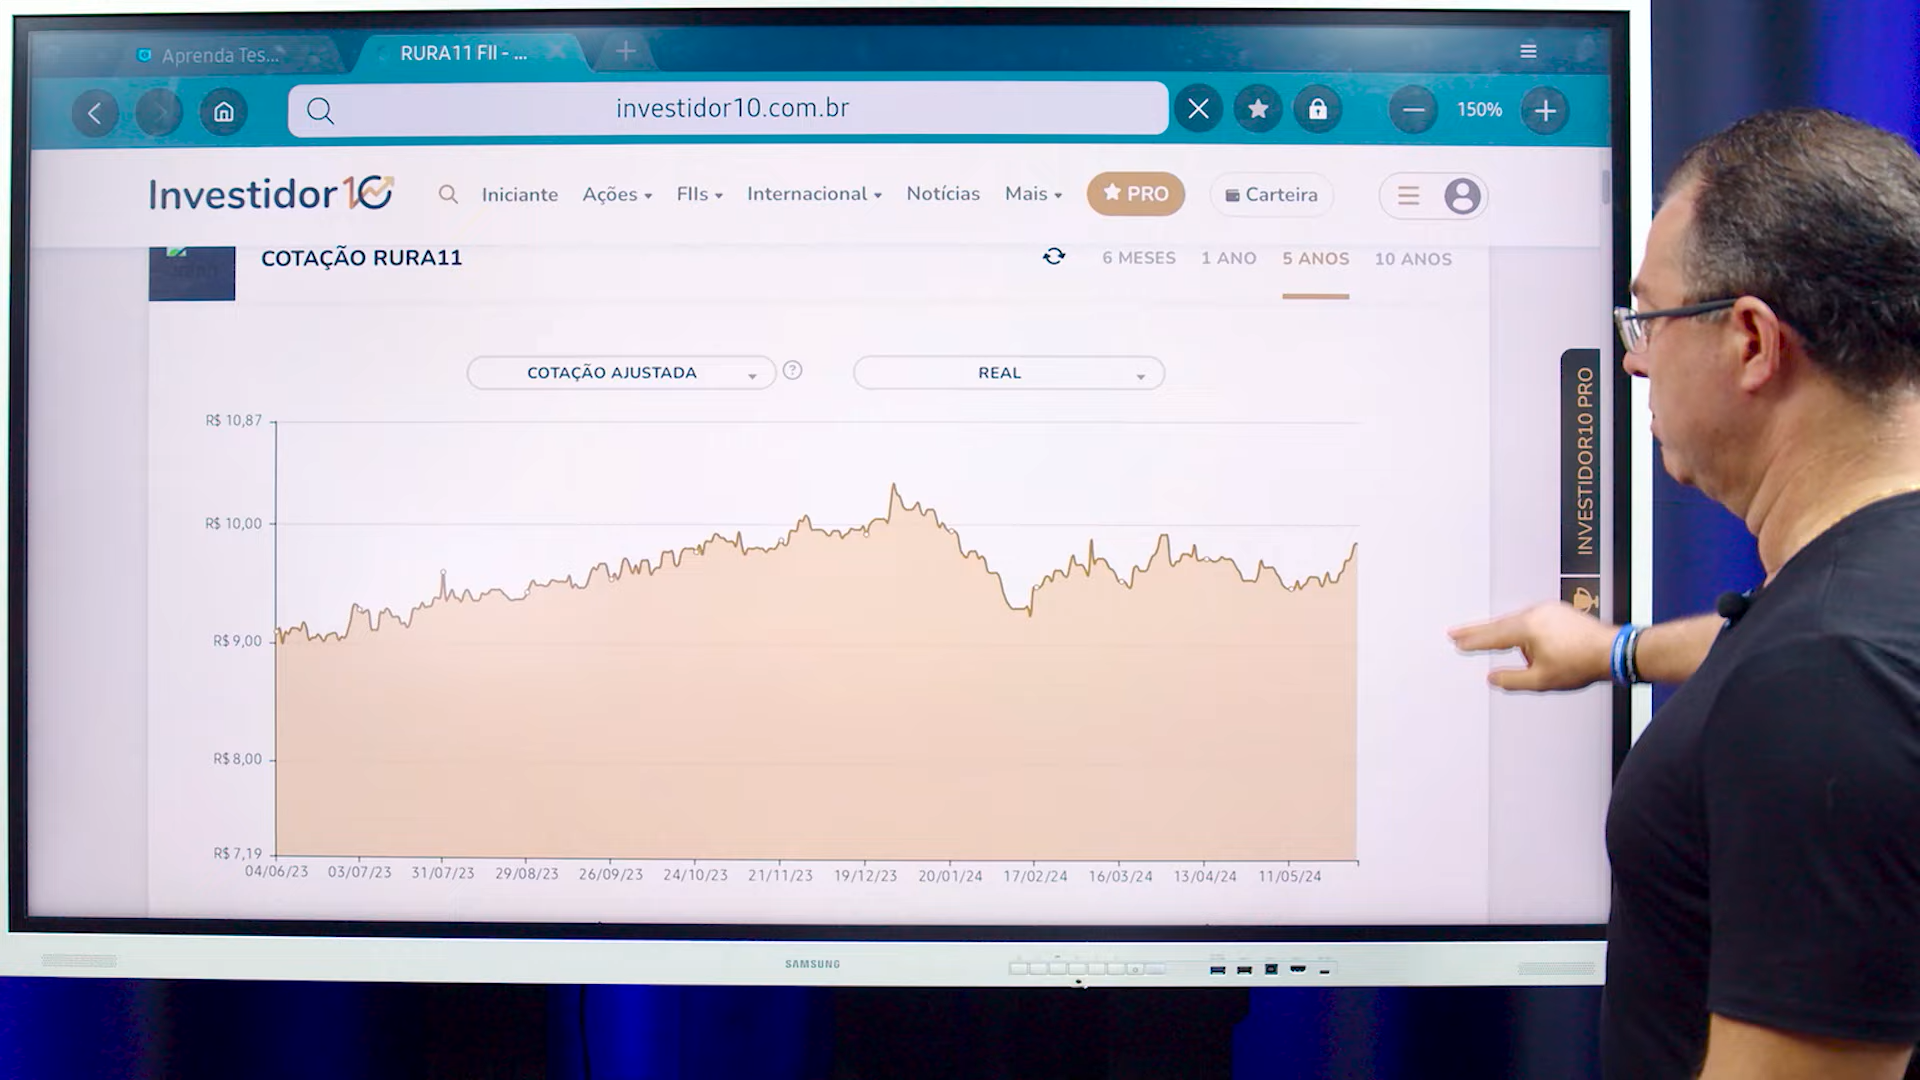 Aprenda Tes...
RURA11 FII - ...
investidor10.com.br
150%
Investidor 10
Iniciante
Ações
FIIs
Internacional
Notícias
Mais
PRO
Carteira
COTAÇÃO RURA11
6 MESES
1 ANO
5 ANOS
10 ANOS
COTAÇÃO AJUSTADA
?
REAL
INVESTIDOR10 PRO
R$ 10,87
R$ 10,00
R$ 9,00
R$ 8,00
R$ 7,19
04/06/23 03/07/23 31/07/23 29/08/23 26/09/23 24/10/23 21/11/23 19/12/23 20/01/24 17/02/24 16/03/24 13/04/24 11/05/24
SAMSUNG